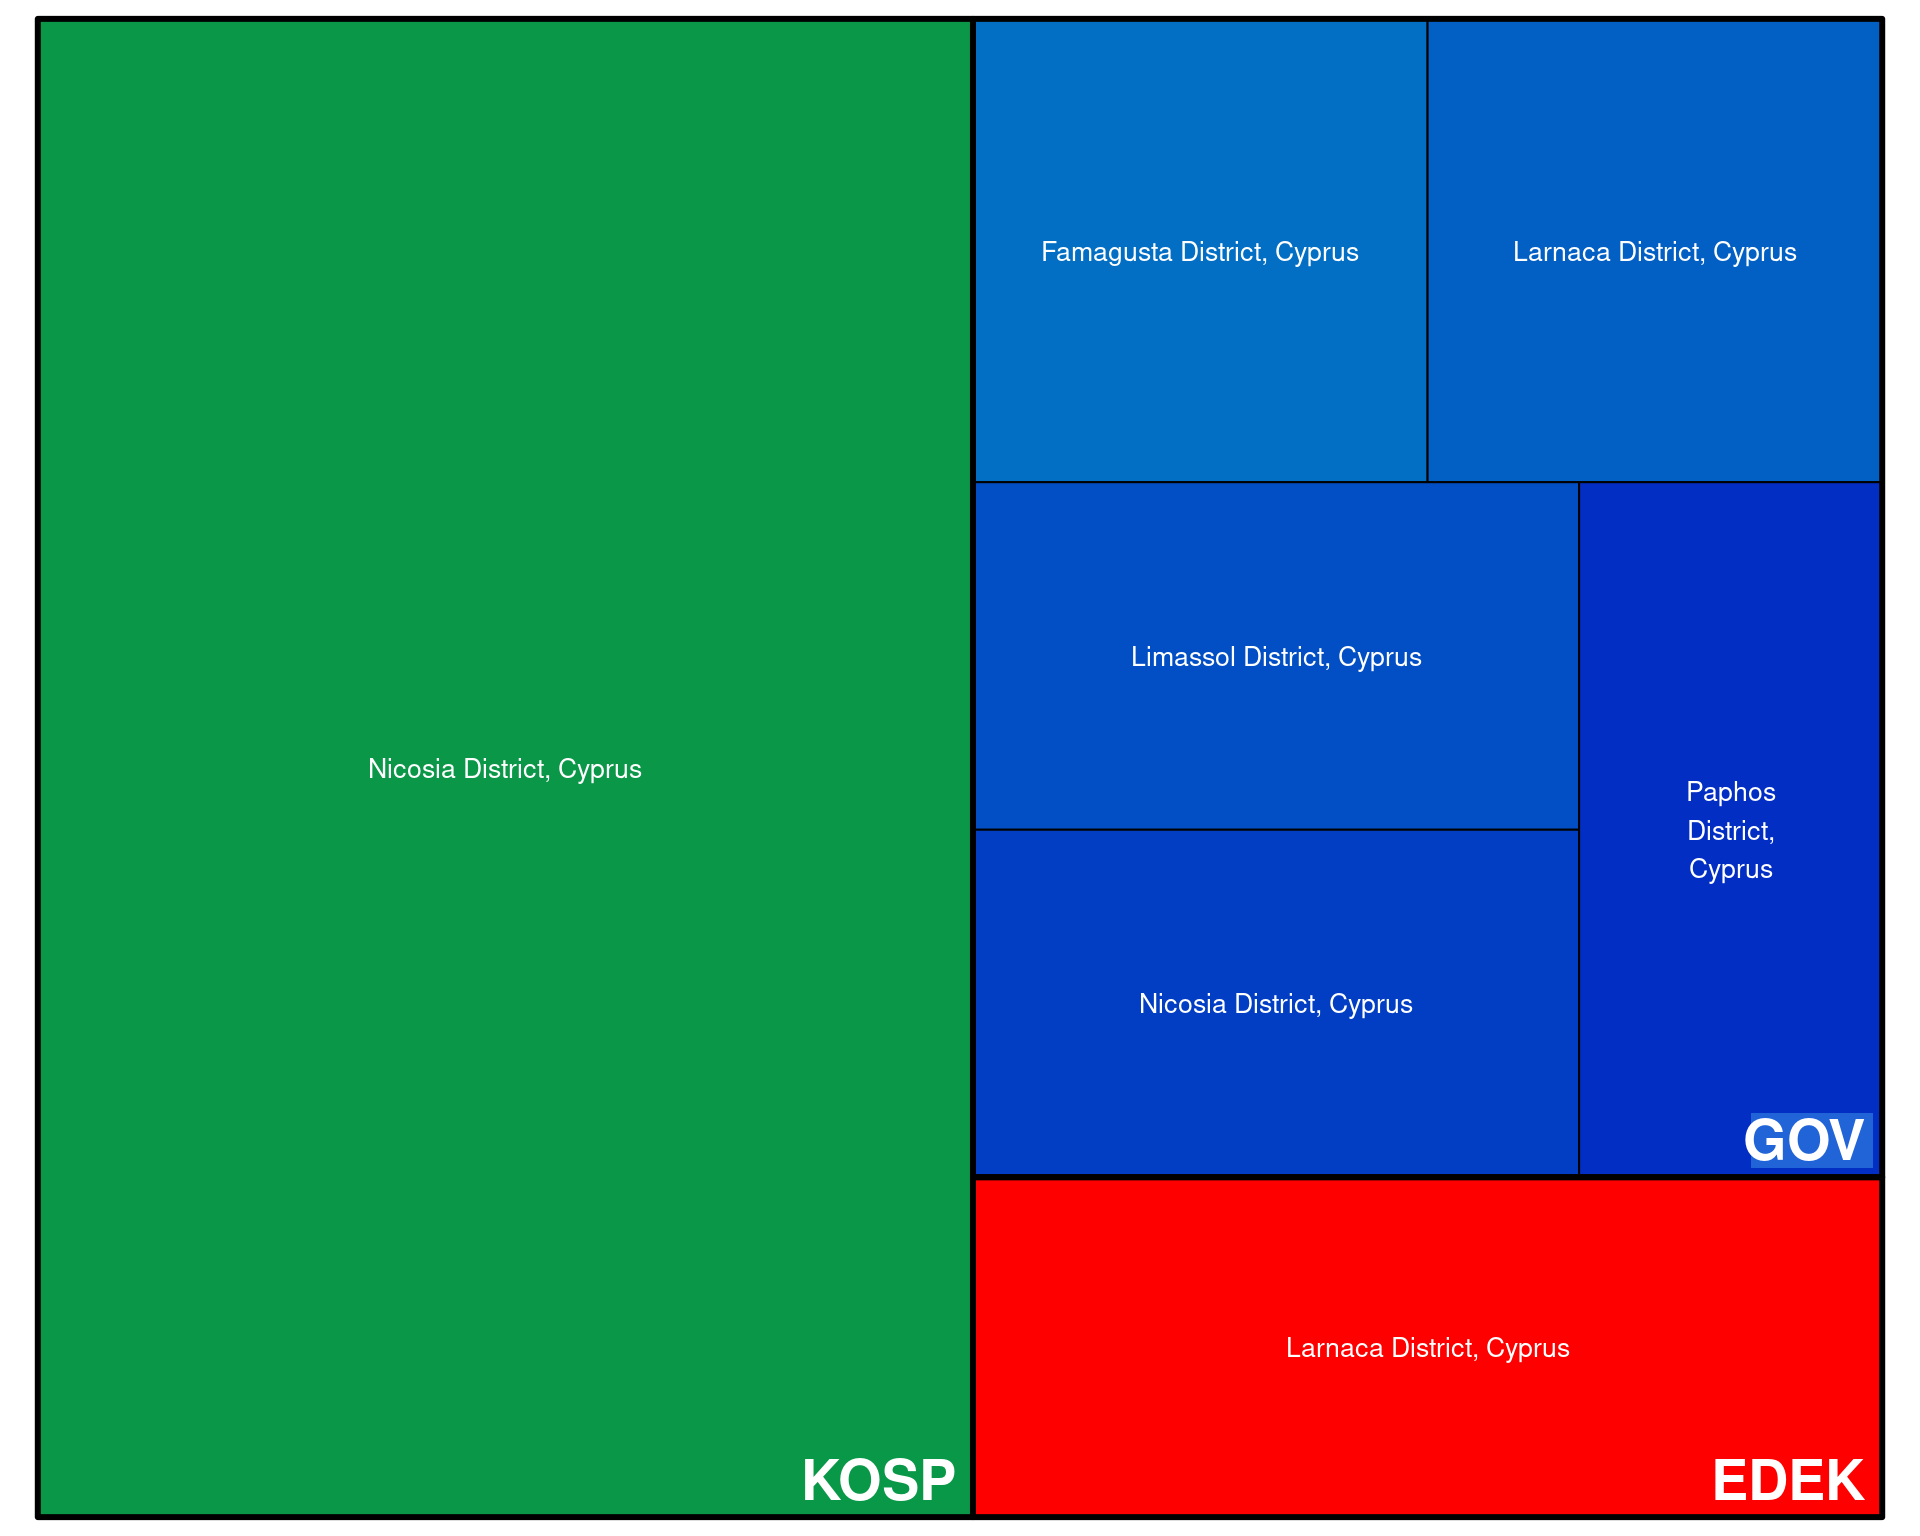 Nicosia District, Cyprus
KOSP
Famagusta District, Cyprus
Larnaca District, Cyprus
Limassol District, Cyprus
Nicosia District, Cyprus
Paphos
District,
Cyprus
GOV
Larnaca District, Cyprus
EDEK